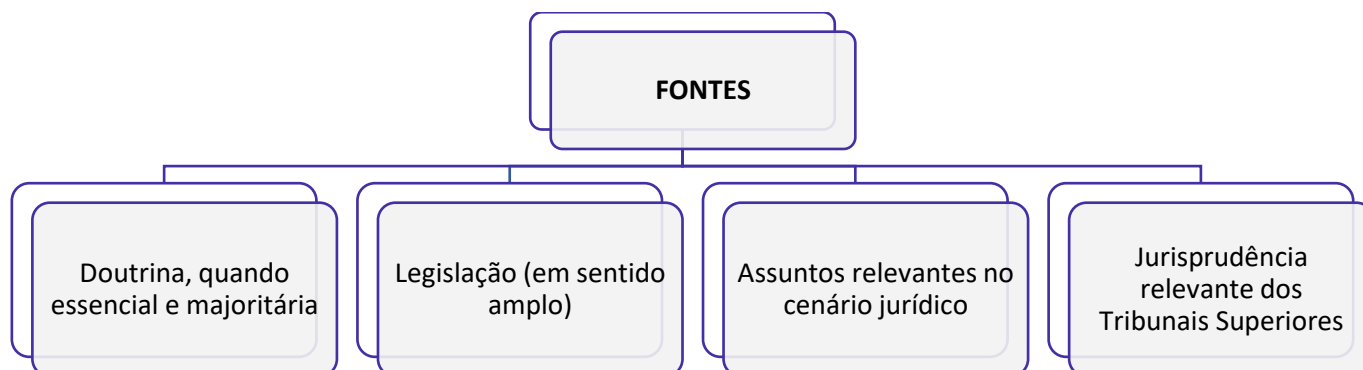 FONTES
Doutrina, quando
essencial e majoritária
Legislação (em sentido
amplo)
Assuntos relevantes no
cenário jurídico
Jurisprudência
relevante dos
Tribunais Superiores